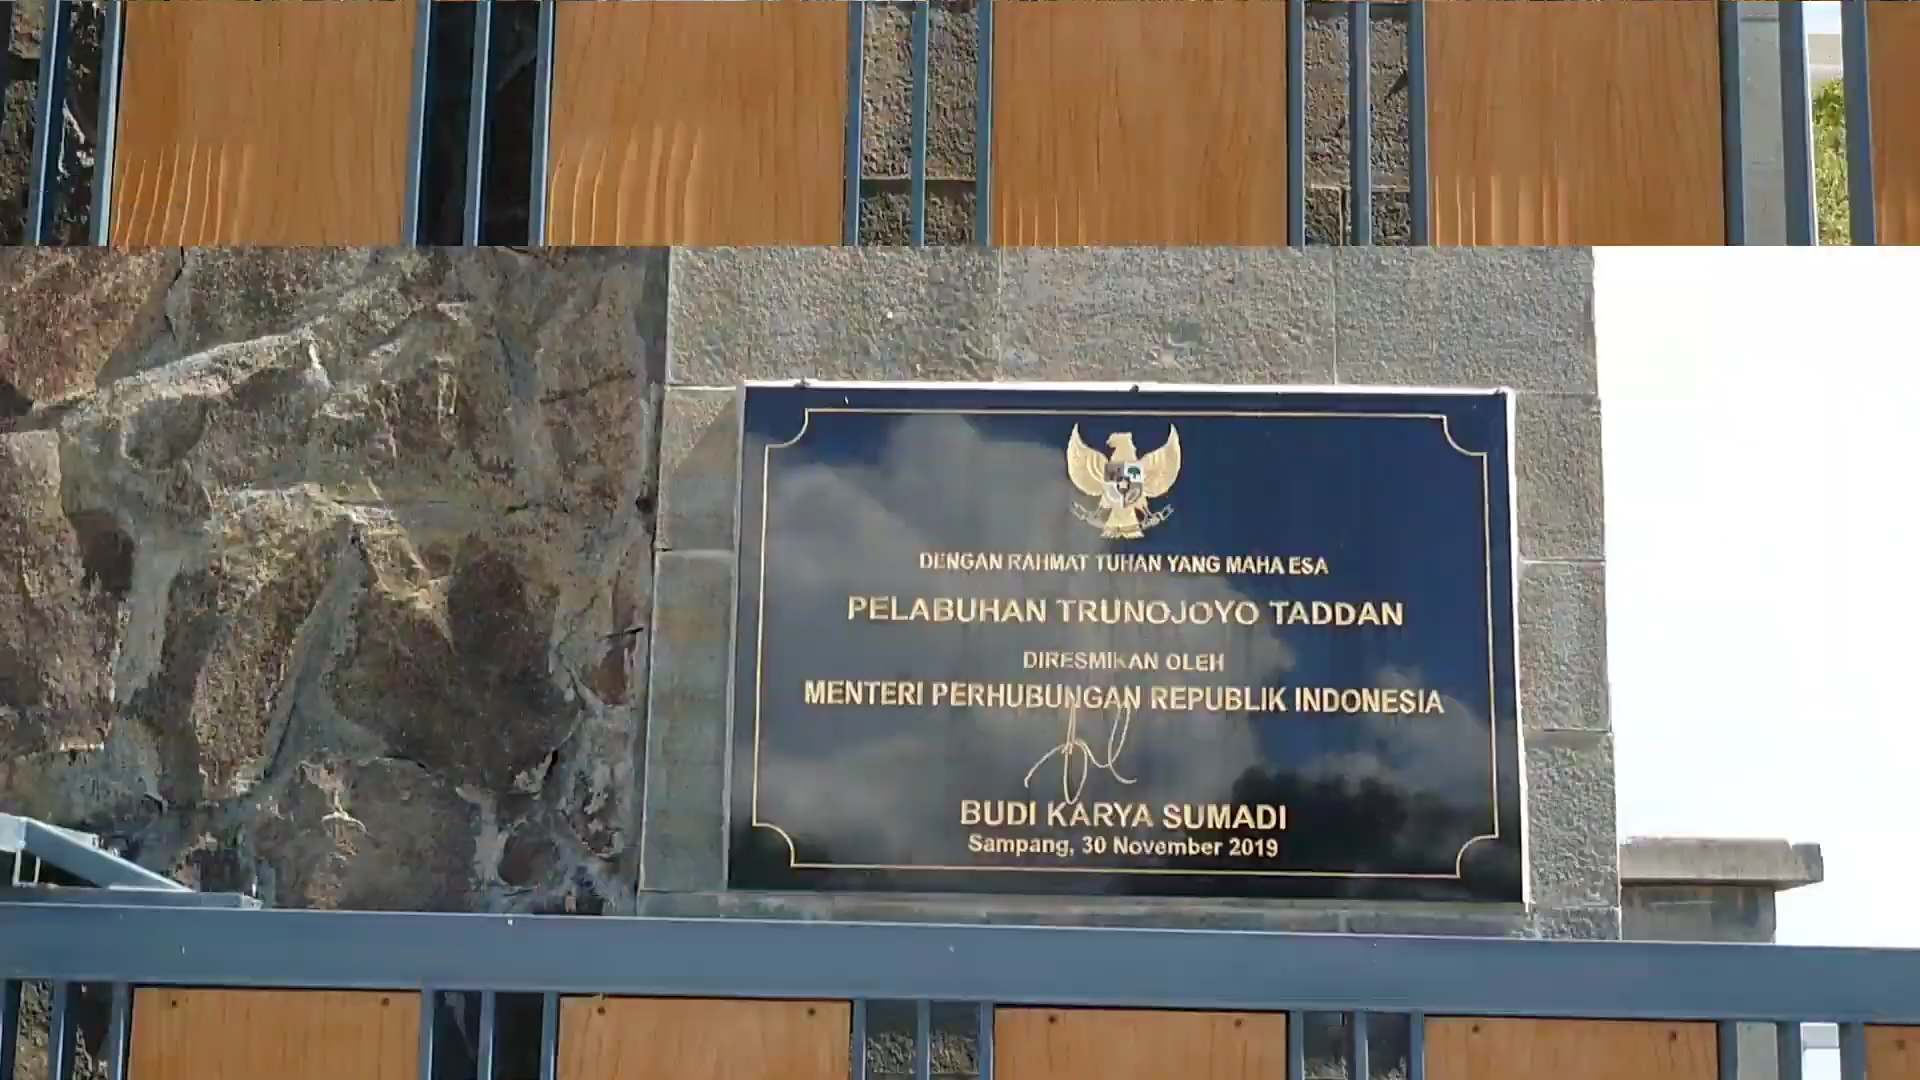 DENGAN RAHMAT TUHAN YANG MAHA ESA
PELABUHAN TRUNOJOYO TADDAN
DIRESMIKAN OLEH
MENTERI PERHUBUNGAN REPUBLIK INDONESIA
BUDI KARYA SUMADI
Sampang, 30 November 2019